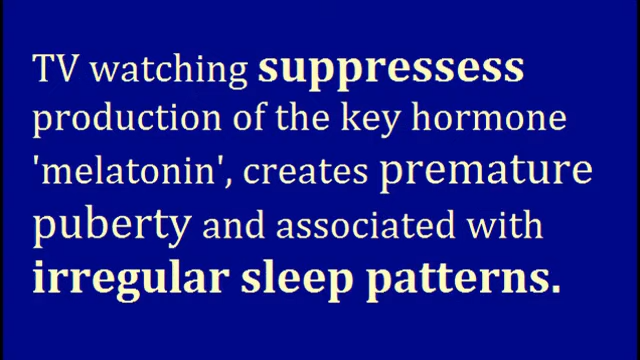 TV watching suppressess
production of the key hormone
'melatonin', creates premature
puberty and associated with
irregular sleep patterns.